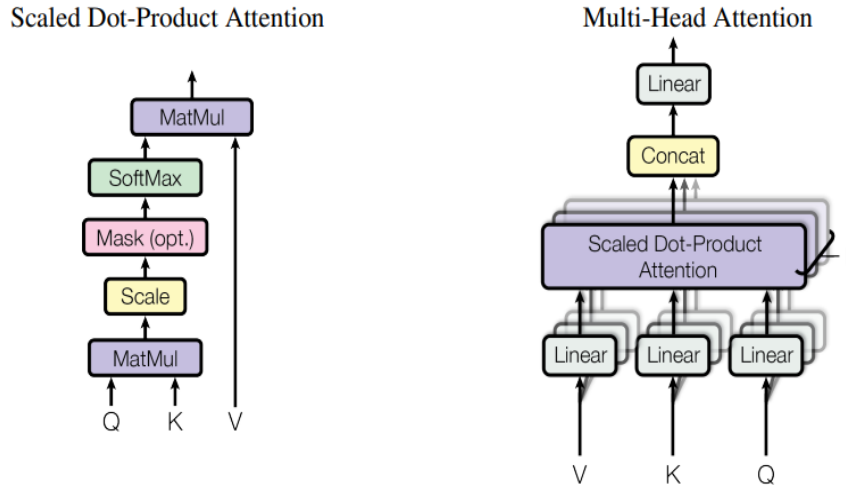 Scaled Dot-Product Attention
MatMul
SoftMax
Mask (opt.)
Scale
MatMul
Q K V
Multi-Head Attention
Linear
Concat
Scaled Dot-Product
Attention
Linear Linear Linear
V K Q